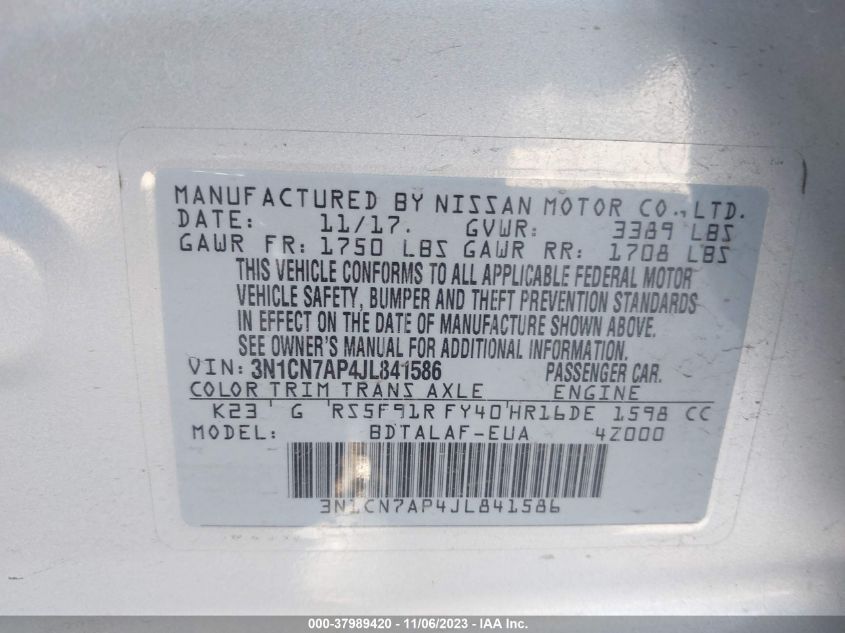 MANUFACTURED BY NISSAN MOTOR CO., LTD.
DATE: 11/17. GVWR: 3389 LBS
GAWR FR: 1750 LBS GAWR RR: 1708 LBS
THIS VEHICLE CONFORMS TO ALL APPLICABLE FEDERAL MOTOR
VEHICLE SAFETY, BUMPER AND THEFT PREVENTION STANDARDS
IN EFFECT ON THE DATE OF MANUFACTURE SHOWN ABOVE.
SEE OWNER'S MANUAL FOR ADDITIONAL INFORMATION.
VIN: 3N1CN7AP4JL841586 PASSENGER CAR.
COLOR TRIM TRANS AXLE ENGINE
K23 G RS5F91R FY40 HR16DE 1598 CC
MODEL: BDTALAF-EUA 4Z000
3N1CN7AP4JL841586
000-37989420 - 11/06/2023 - IAA Inc.